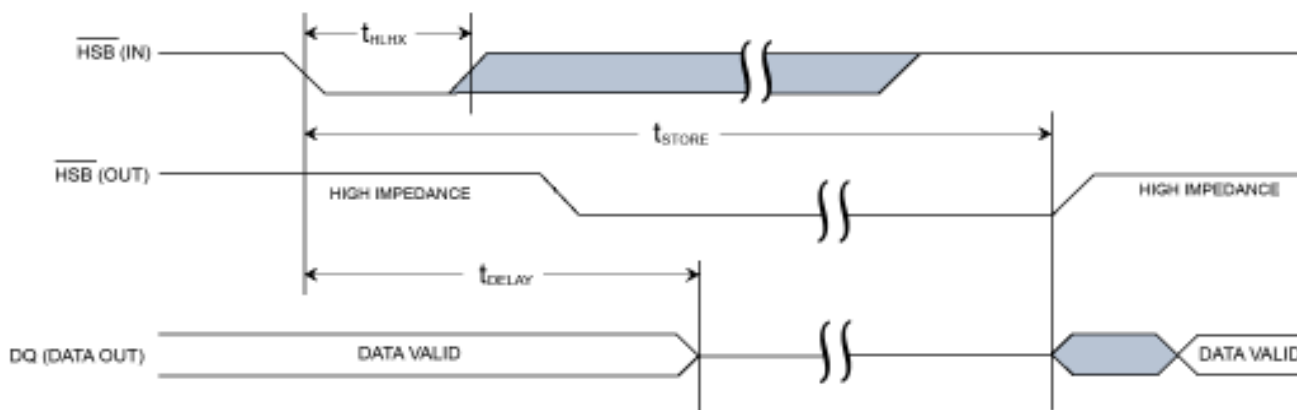 tHLHX
HSB (IN)
tSTORE
HSB (OUT)
HIGH IMPEDANCE
HIGH IMPEDANCE
tDELAY
DQ (DATA OUT)
DATA VALID
DATA VALID